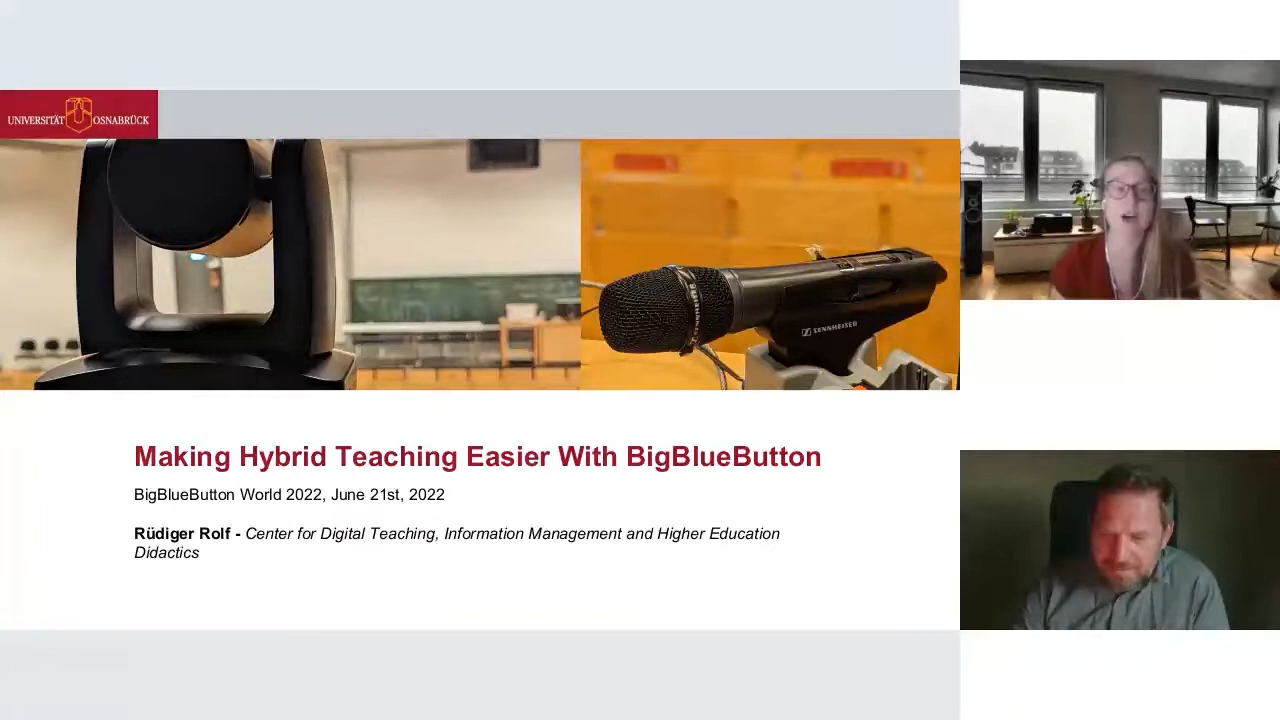 UNIVERSITÄT OSNABRÜCK
SENNHEISER
Making Hybrid Teaching Easier With BigBlueButton
BigBlueButton World 2022, June 21st, 2022
Rüdiger Rolf - Center for Digital Teaching, Information Management and Higher Education
Didactics